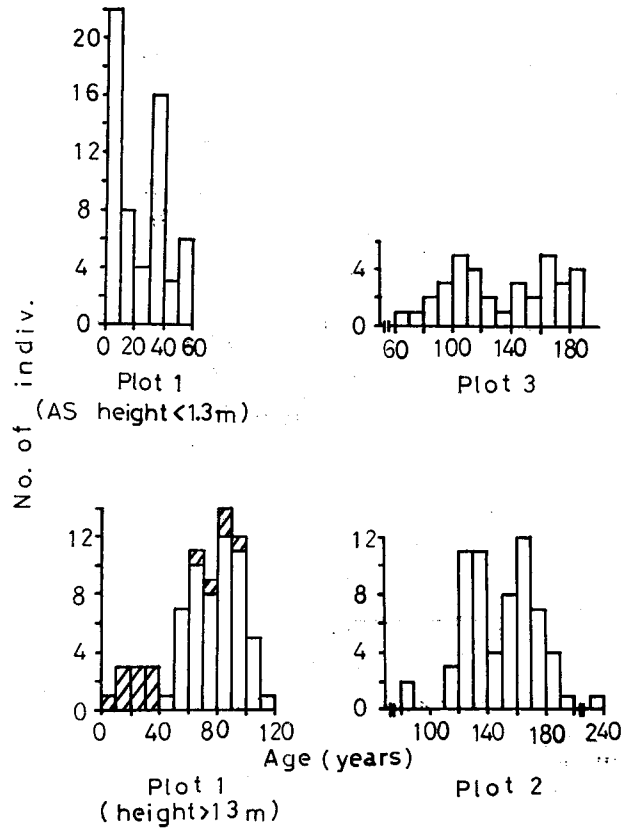 No. of indiv.
20
16
12
8
4
0
0 20 40 60
Plot 1
(AS height<1.3m)
4
0
60 100 140 180
Plot 3
12
8
4
0
0 40 80 120
Plot 1
(height>13m)
12
8
4
0
100 140 180 240
Plot 2
Age (years)